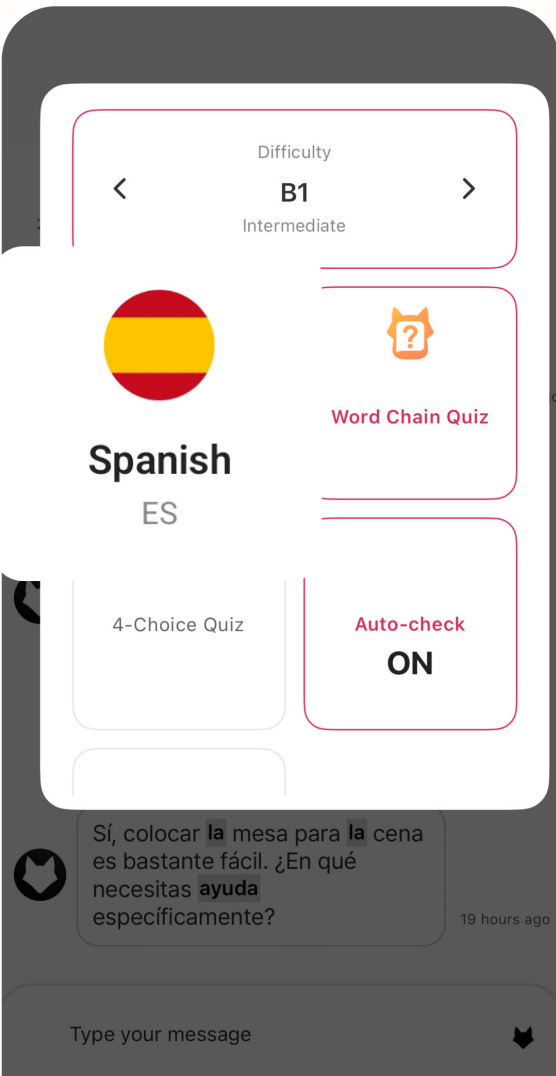 Difficulty
B1
Intermediate
Spanish
ES
?
Word Chain Quiz
4-Choice Quiz
Auto-check
ON
Sí, colocar la mesa para la cena
es bastante fácil. ¿En qué
necesitas ayuda
específicamente?
19 hours ago
Type your message